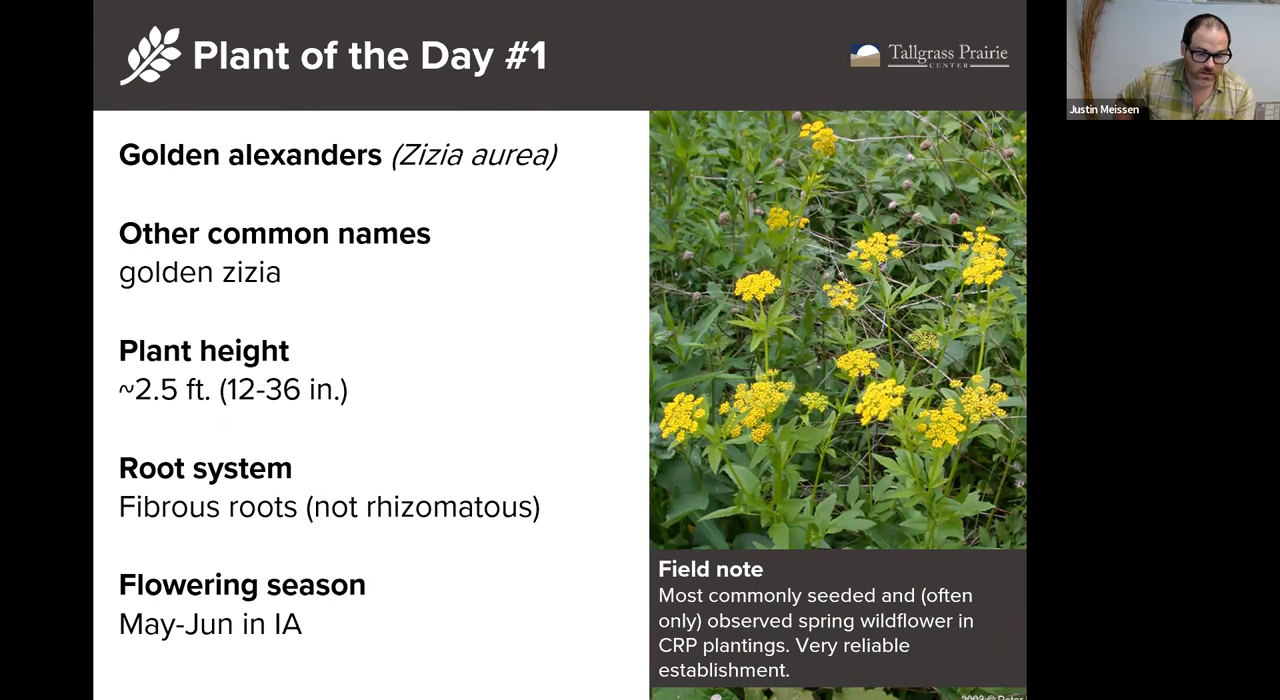 Plant of the Day #1
Tallgrass Prairie
CENTER
Justin Meissen
Golden alexanders (Zizia aurea)
Other common names
golden zizia
Plant height
~2.5 ft. (12-36 in.)
Root system
Fibrous roots (not rhizomatous)
Flowering season
May-Jun in IA
Field note
Most commonly seeded and (often
only) observed spring wildflower in
CRP plantings. Very reliable
establishment.